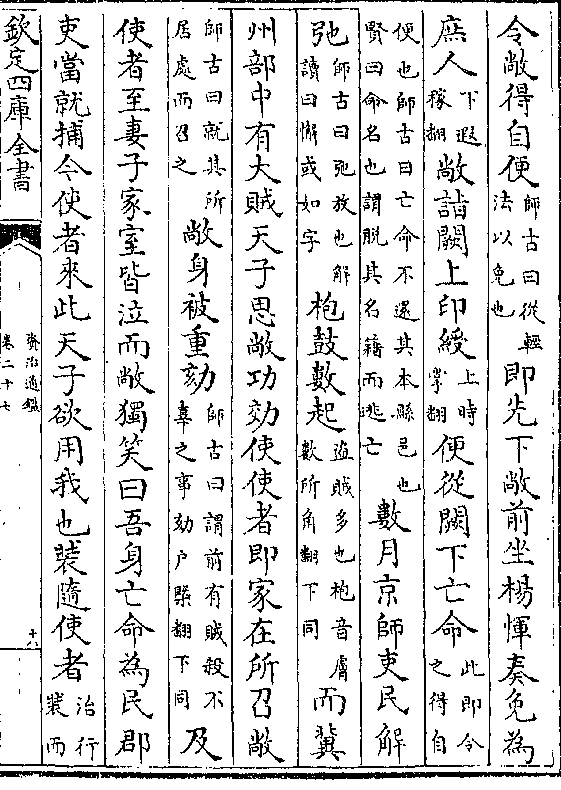 令敞得自便師古曰從輕法以免也即先下敞前坐楊惲奏免為
庶人下遐稼翻敞詣闕上印綬上時掌翻便從闕下亡命此即令之得自
便也師古曰亡命不還其本縣邑也賢曰命名也謂脫其名籍而逃亡數月京師吏民解
弛師古曰弛放也解讀曰懈或如字枹鼓數起盜賊多也枹音膚數所角翻下同而冀
州部中有大賊天子思敞功効使使者即家在所召敞
師古曰就其所居處而召之敞身被重劾師古曰謂前有賊殺不辜之事劾户槩翻下同及
使者至妻子家室皆泣而敞獨笑曰吾身亡命為民郡
吏當就捕今使者來此天子欲用我也裝隨使者治行裝而
欽定四庫全書
資治通鑑
卷二十七
十八